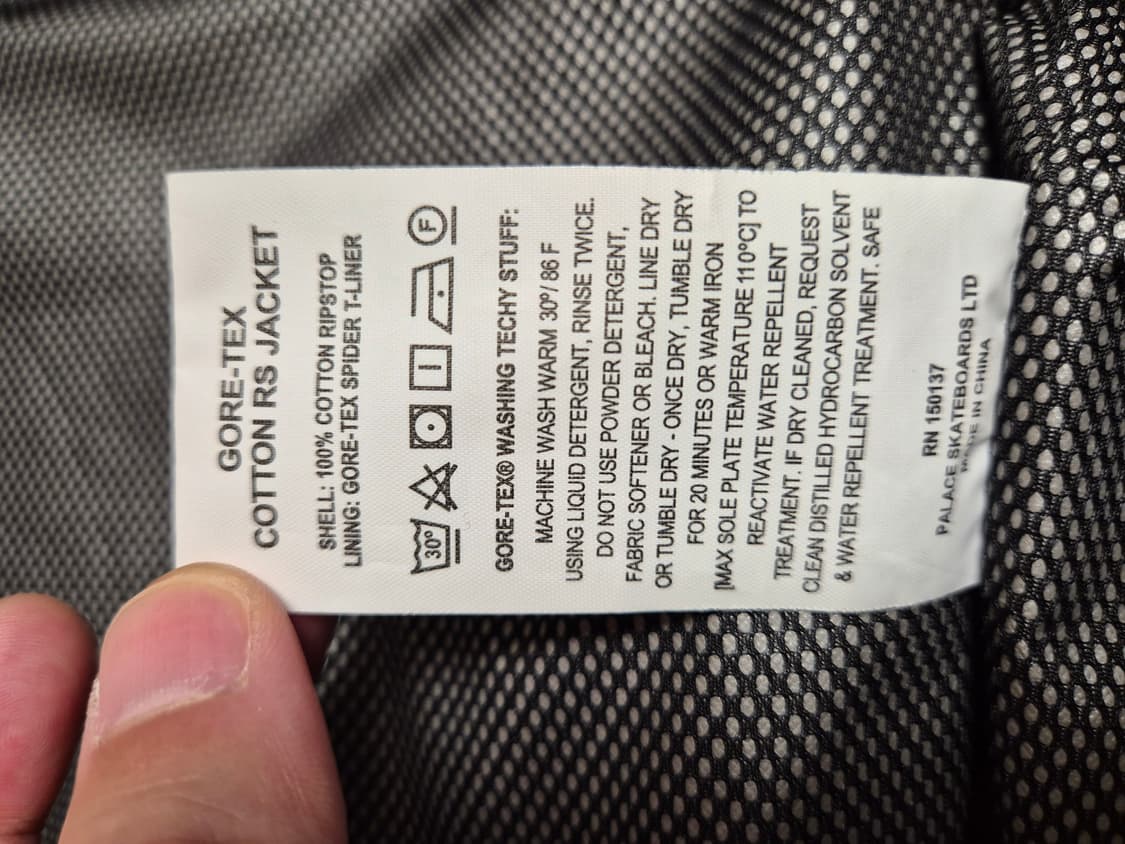 GORE-TEX
COTTON RS JACKET
SHELL: 100% COTTON RIPSTOP
LINING: GORE-TEX SPIDER T-LINER
30° F
GORE-TEX® WASHING TECHY STUFF:
MACHINE WASH WARM 30º/ 86 F
USING LIQUID DETERGENT, RINSE TWICE.
DO NOT USE POWDER DETERGENT,
FABRIC SOFTENER OR BLEACH. LINE DRY
OR TUMBLE DRY - ONCE DRY, TUMBLE DRY
FOR 20 MINUTES OR WARM IRON
[MAX SOLE PLATE TEMPERATURE 110ºC] TO
REACTIVATE WATER REPELLENT
TREATMENT. IF DRY CLEANED, REQUEST
CLEAN DISTILLED HYDROCARBON SOLVENT
& WATER REPELLENT TREATMENT. SAFE
RN 150137
PALACE SKATEBOARDS LTD
MADE IN CHINA